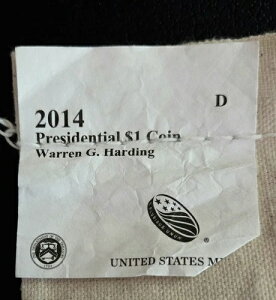 2014
D
Presidential $1 Coin
Warren G. Harding
UNITED STATES M